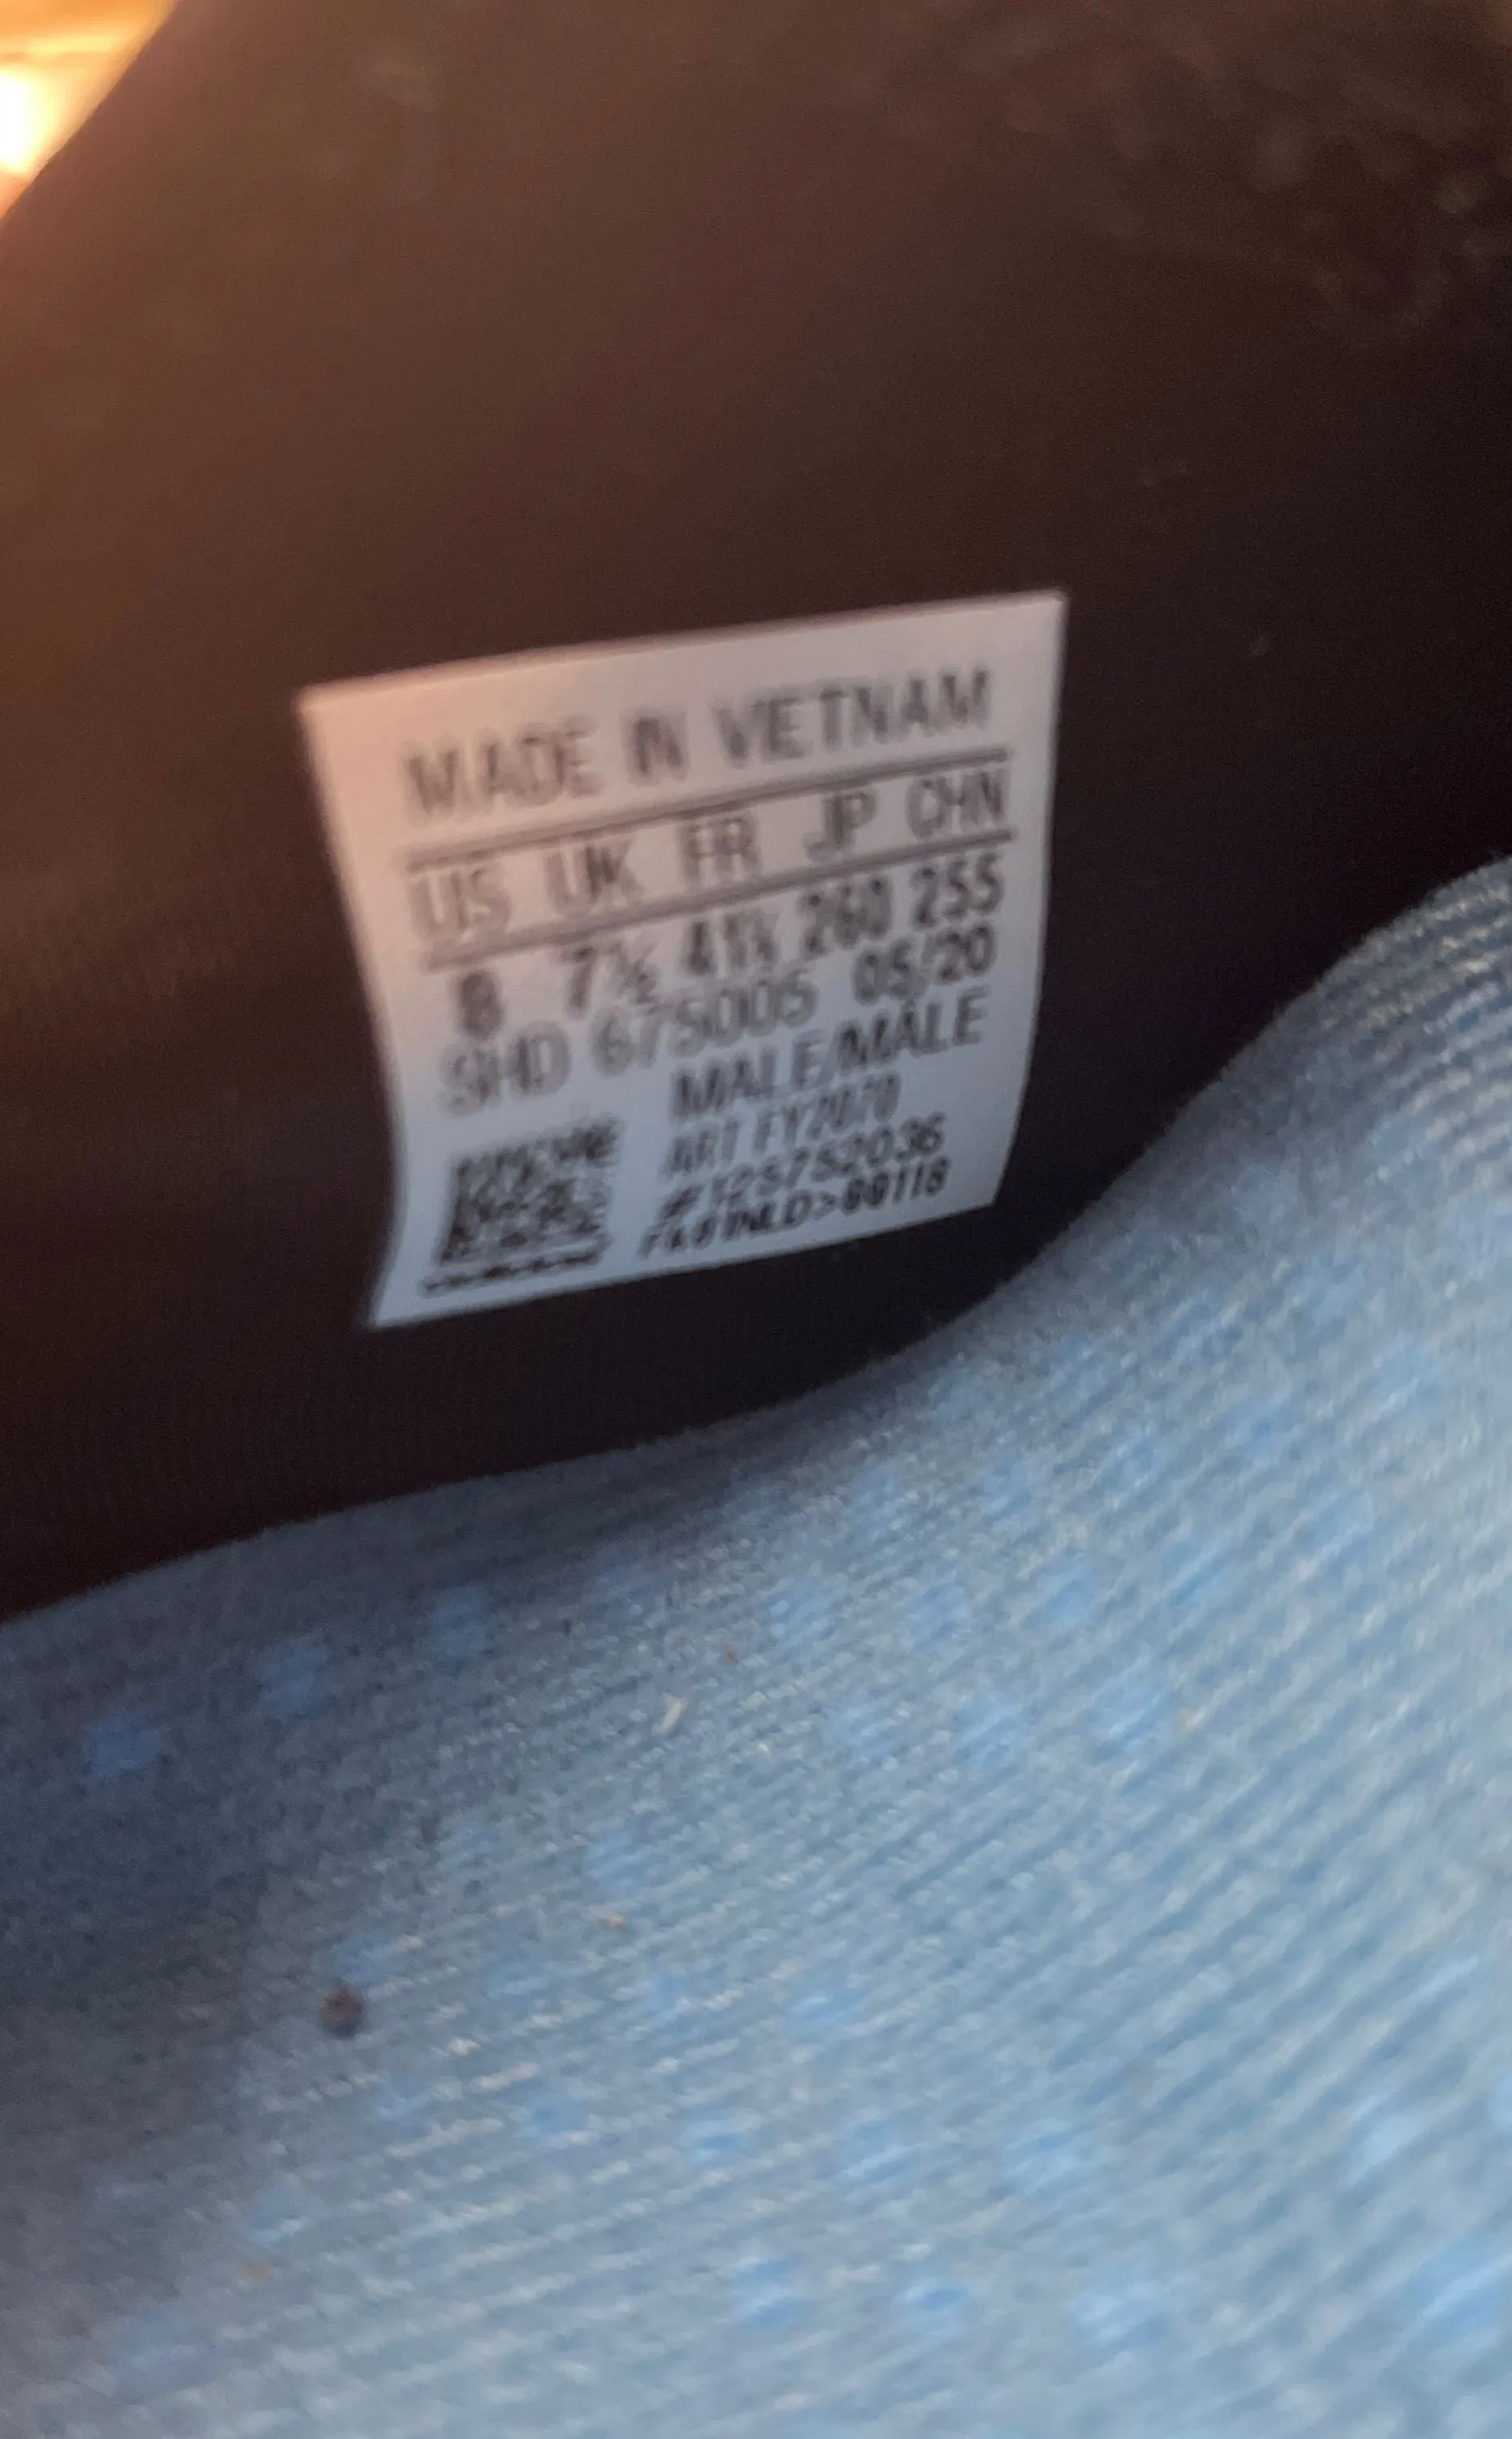 MADE IN VIETNAM
US UK FR JP CHN
8 7½ 41⅓ 260 255
SHD 675005 05/20
MALE/MÂLE
ART FY2070